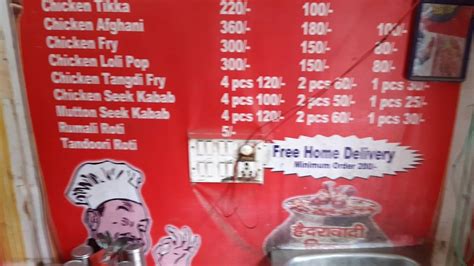 Chicken Tikka 220/- 100/-
Chicken Afghani 360/- 180/- 100/-
Chicken Fry 300/- 150/- 80/-
Chicken Loli Pop 300/- 150/- 80/-
Chicken Tangdi Fry 4 pcs 120/- 2 pcs 60/- 1 pcs 30/-
Chicken Seek Kabab 4 pcs 100/- 2 pcs 50/- 1 pcs 25/-
Mutton Seek Kabab 4 pcs 120/- 2 pcs 60/- 1 pcs 30/-
Rumali Roti 5/-
Tandoori Roti
Free Home Delivery
Minimum Order 200/-
हैदराबादी